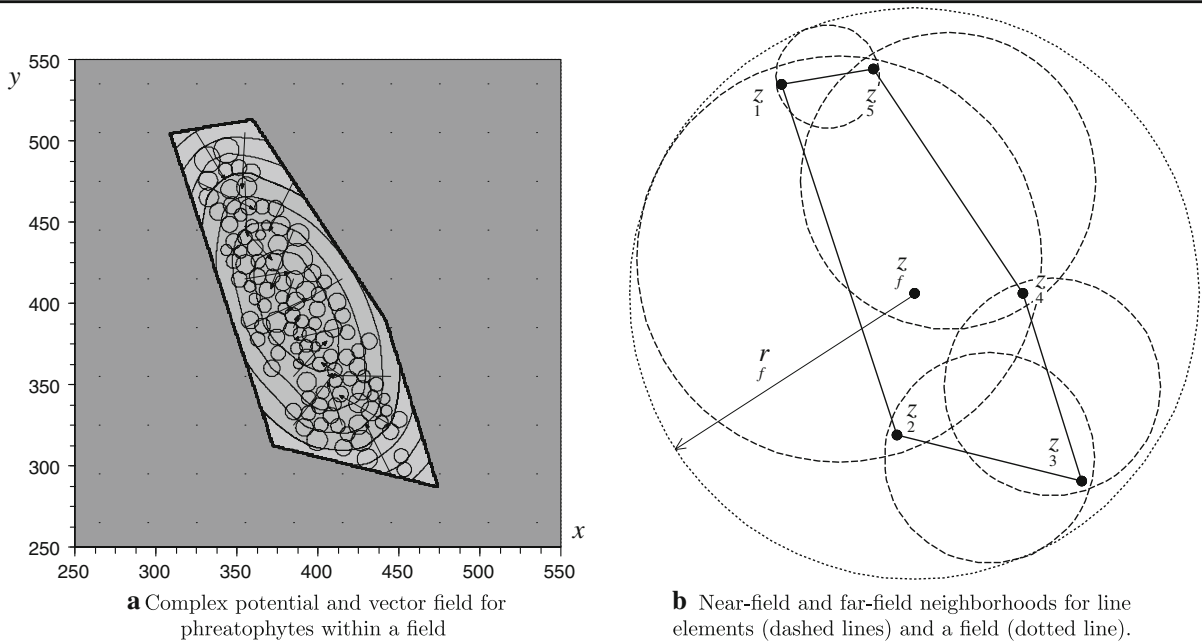 550
y
500
450
400
350
300
250
x
250 300 350 400 450 500 550
a Complex potential and vector field for
phreatophytes within a field
z1
z5
zf
z4
rf
z2
z3
b Near-field and far-field neighborhoods for line
elements (dashed lines) and a field (dotted line).